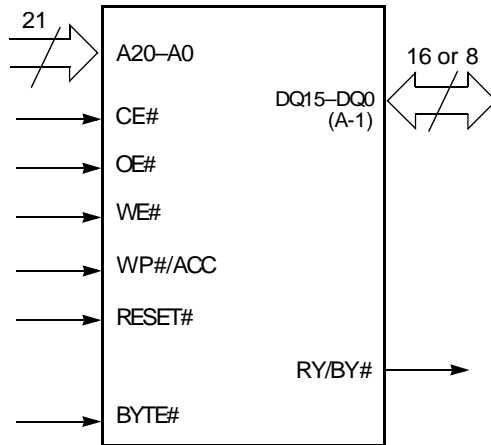 21
A20–A0
16 or 8
DQ15–DQ0
(A-1)
CE#
OE#
WE#
WP#/ACC
RESET#
RY/BY#
BYTE#